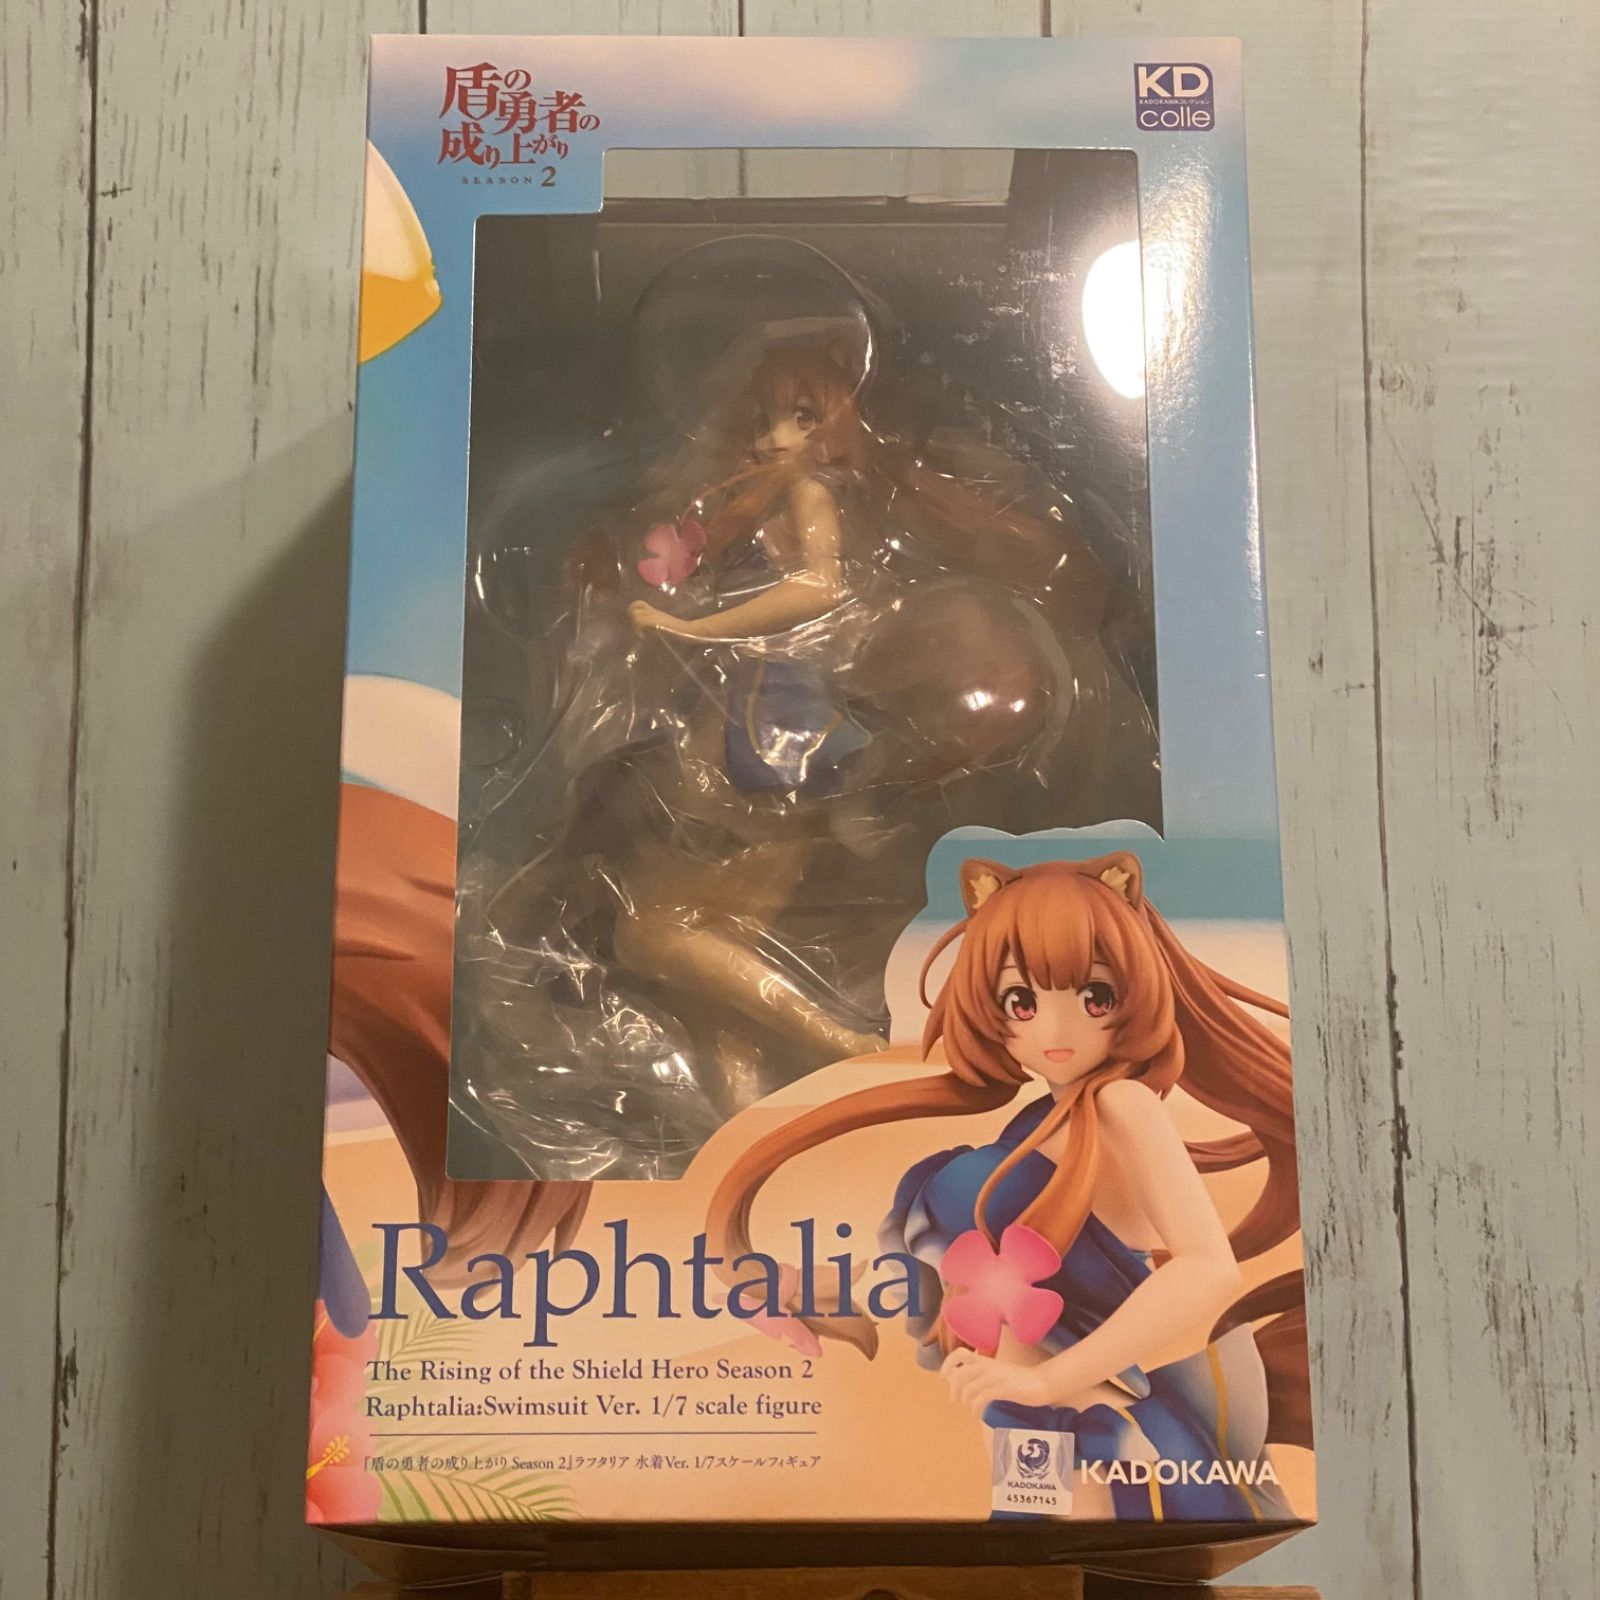 盾の勇者の
成り上がり
SEASON 2
KD
KADOKAWAコレクション
colle
Raphtalia
The Rising of the Shield Hero Season 2
Raphtalia:Swimsuit Ver. 1/7 scale figure
『盾の勇者の成り上がり Season 2』ラフタリア 水着Ver. 1/7スケールフィギュア
KADOKAWA
45367145
KADOKAWA